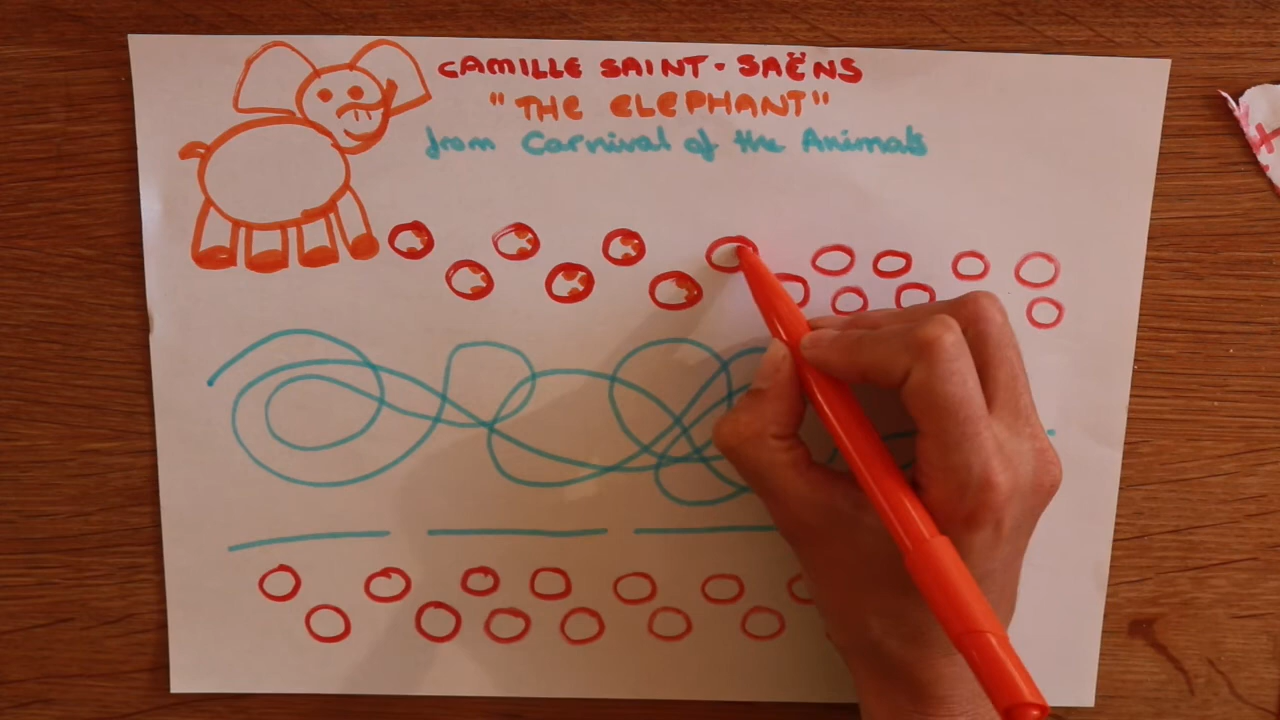 CAMILLE SAINT-SAËNS
"THE ELEPHANT"
from Carnival of the Animals